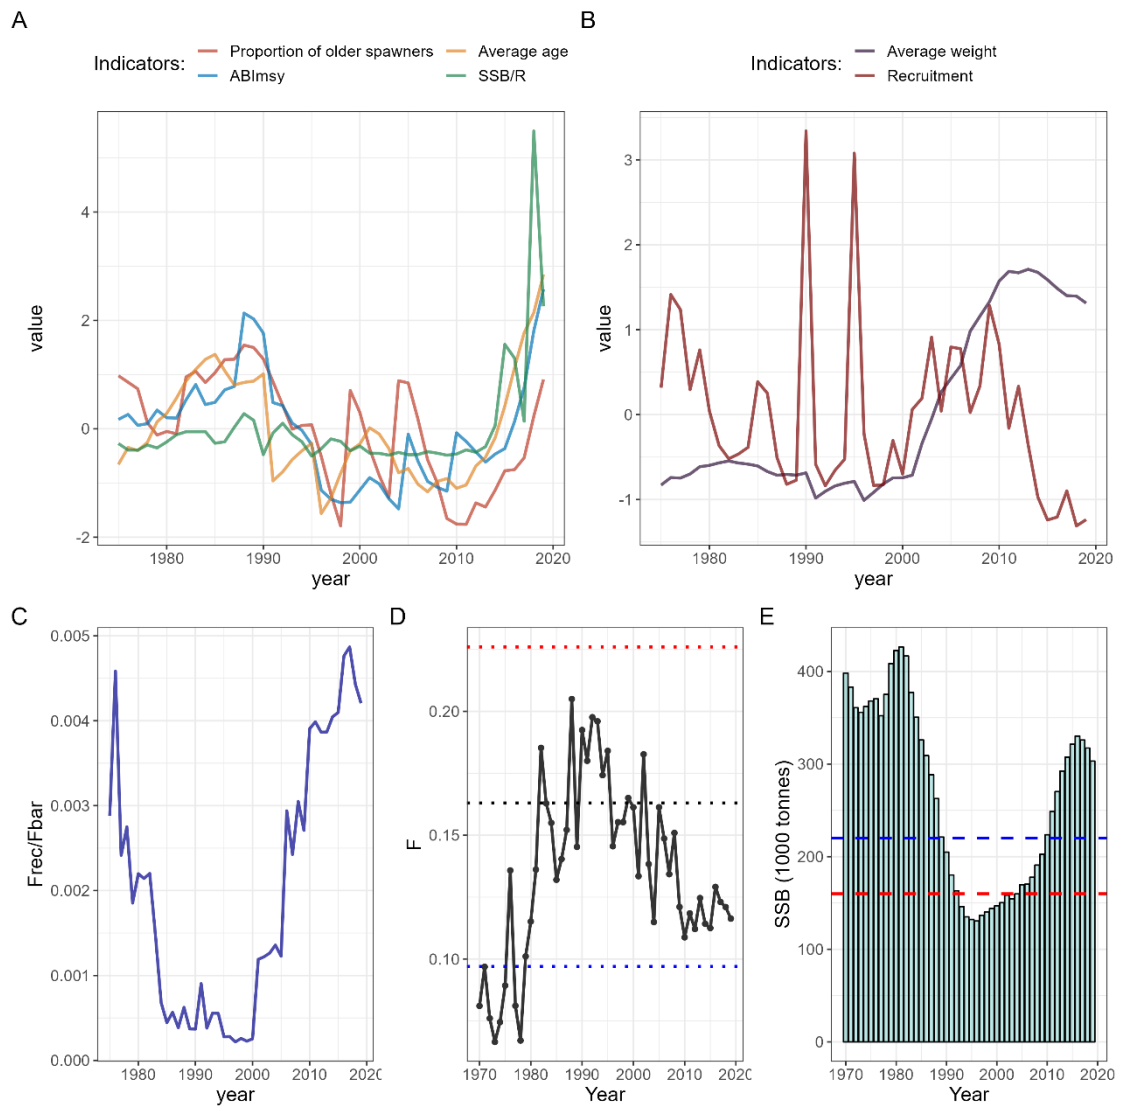 A
B
Indicators:
Proportion of older spawners
Average age
ABImsy
SSB/R
Indicators:
Average weight
Recruitment
value
4
2
0
-2
1980
1990
2000
2010
2020
year
value
3
2
1
0
-1
1980
1990
2000
2010
2020
year
C
D
E
Frec/Fbar
0.005
0.004
0.003
0.002
0.001
0.000
1980
1990
2000
2010
202
year
F
0.20
0.15
0.10
1970
1980
1990
2000
2010
202
Year
SSB (1000 tonnes)
400
300
200
100
0
1970
1980
1990
2000
2010
2020
Year